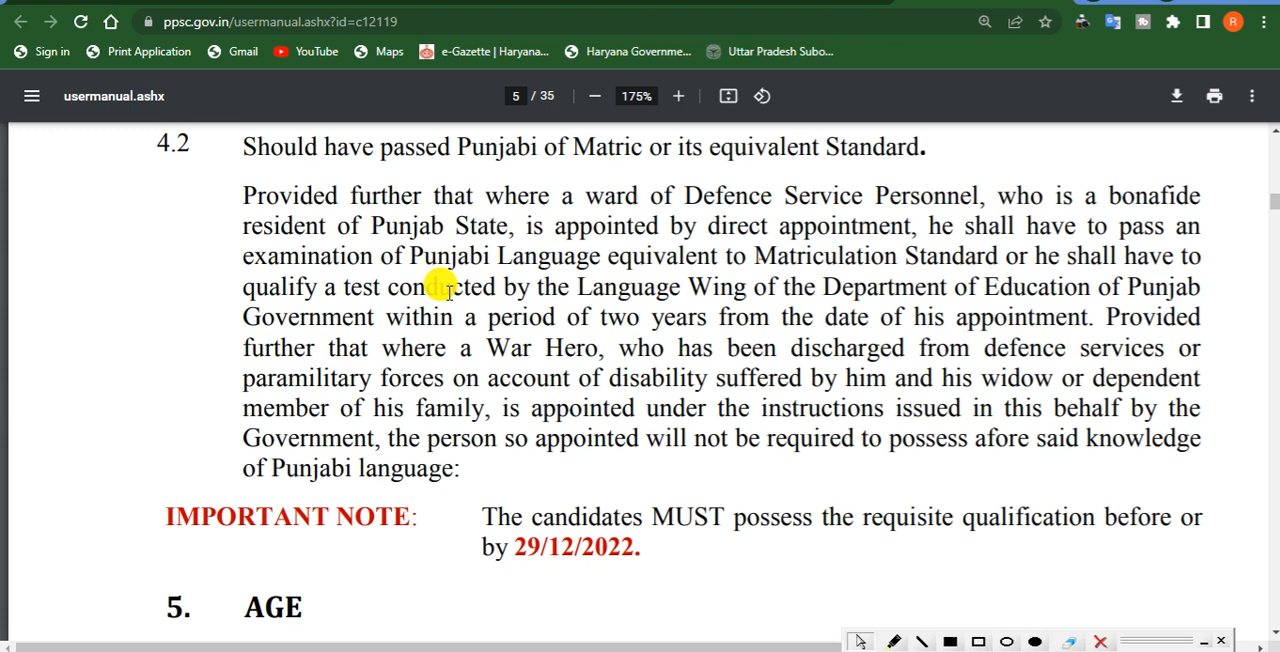 ppsc.gov.in/usermanual.ashx?id=c12119
R
Sign in Print Application Gmail YouTube Maps e-Gazette | Haryana... Haryana Governme... Uttar Pradesh Subo...
usermanual.ashx 5 / 35 175%
4.2 Should have passed Punjabi of Matric or its equivalent Standard.
Provided further that where a ward of Defence Service Personnel, who is a bonafide
resident of Punjab State, is appointed by direct appointment, he shall have to pass an
examination of Punjabi Language equivalent to Matriculation Standard or he shall have to
qualify a test conducted by the Language Wing of the Department of Education of Punjab
Government within a period of two years from the date of his appointment. Provided
further that where a War Hero, who has been discharged from defence services or
paramilitary forces on account of disability suffered by him and his widow or dependent
member of his family, is appointed under the instructions issued in this behalf by the
Government, the person so appointed will not be required to possess afore said knowledge
of Punjabi language:
IMPORTANT NOTE: The candidates MUST possess the requisite qualification before or
by 29/12/2022.
5. AGE